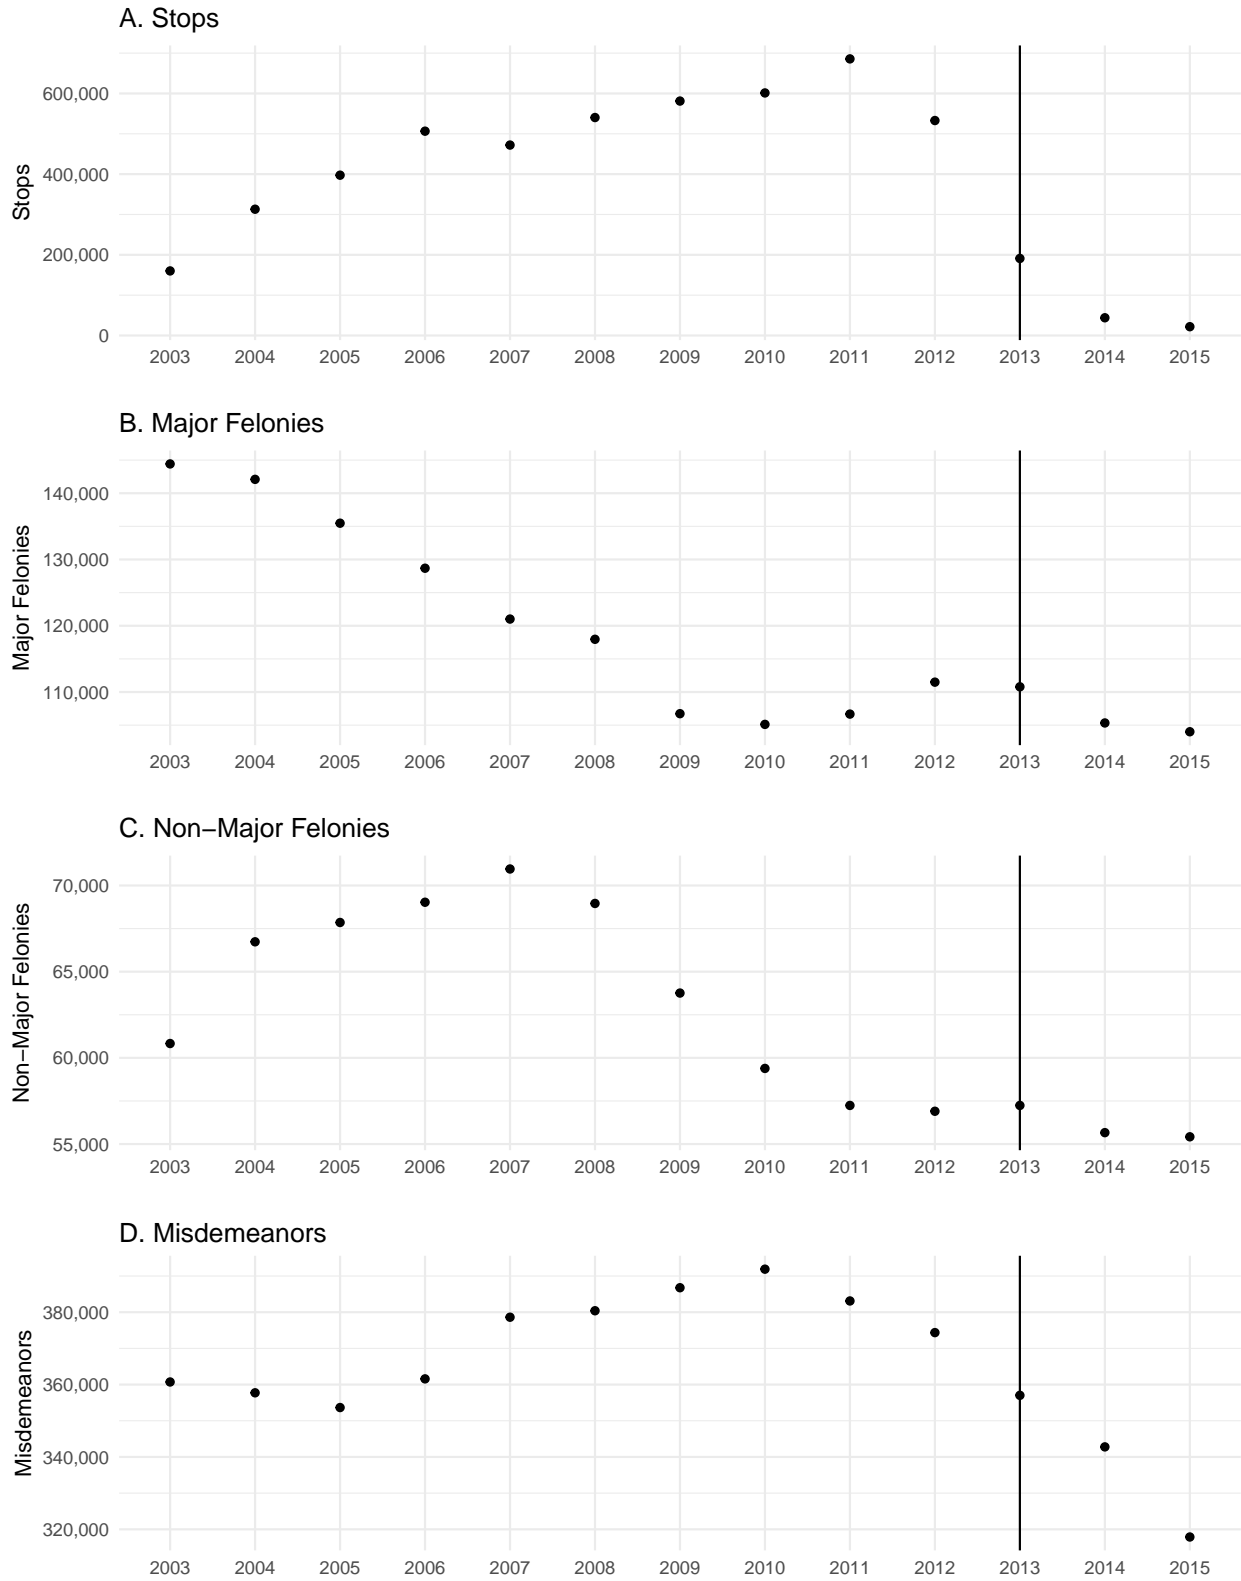 A. Stops
Stops
600,000
400,000
200,000
0
2003 2004 2005 2006 2007 2008 2009 2010 2011 2012 2013 2014 2015
B. Major Felonies
Major Felonies
140,000
130,000
120,000
110,000
2003 2004 2005 2006 2007 2008 2009 2010 2011 2012 2013 2014 2015
C. Non−Major Felonies
Non−Major Felonies
70,000
65,000
60,000
55,000
2003 2004 2005 2006 2007 2008 2009 2010 2011 2012 2013 2014 2015
D. Misdemeanors
Misdemeanors
380,000
360,000
340,000
320,000
2003 2004 2005 2006 2007 2008 2009 2010 2011 2012 2013 2014 2015